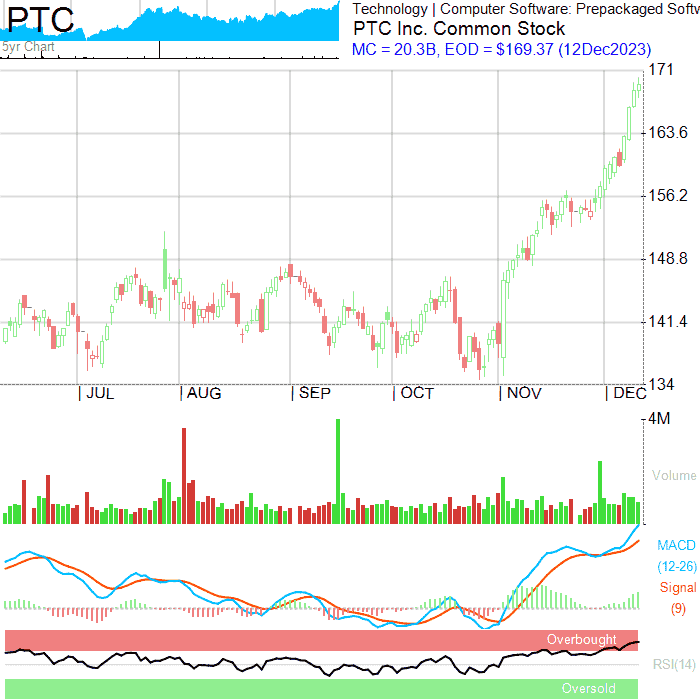 PTC
5yr Chart
Technology | Computer Software: Prepackaged Softw
PTC Inc. Common Stock
MC = 20.3B, EOD = $169.37 (12Dec2023)
171
163.6
156.2
148.8
141.4
134
JUL
AUG
SEP
OCT
NOV
DEC
4M
Volume
MACD
(12-26)
Signal
(9)
Overbought
RSI(14)
Oversold